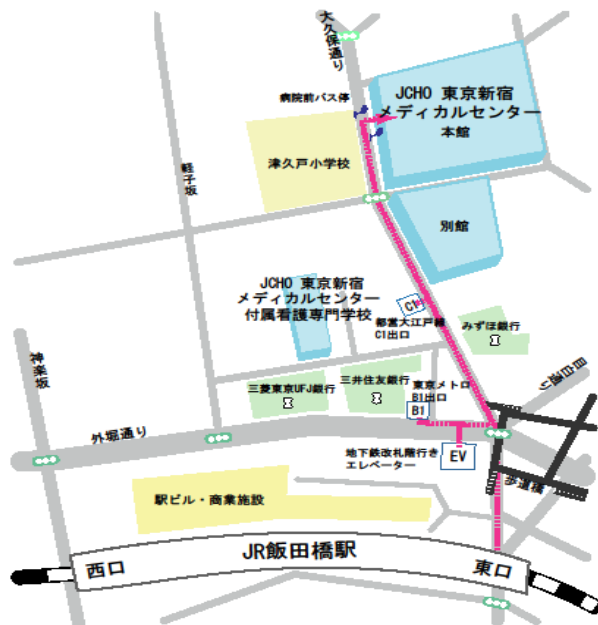 大久保通り
病院前バス停
JCHO 東京新宿
メディカルセンター
本館
津久戸小学校
軽子坂
別館
JCHO 東京新宿
メディカルセンター
付属看護専門学校
C1
都営大江戸線
C1出口
みずほ銀行
神楽坂
目白通り
三菱東京UFJ銀行
三井住友銀行
東京メトロ
B1出口
B1
外堀通り
地下鉄改札階行き
エレベーター
EV
歩道橋
駅ビル・商業施設
JR飯田橋駅
西口
東口